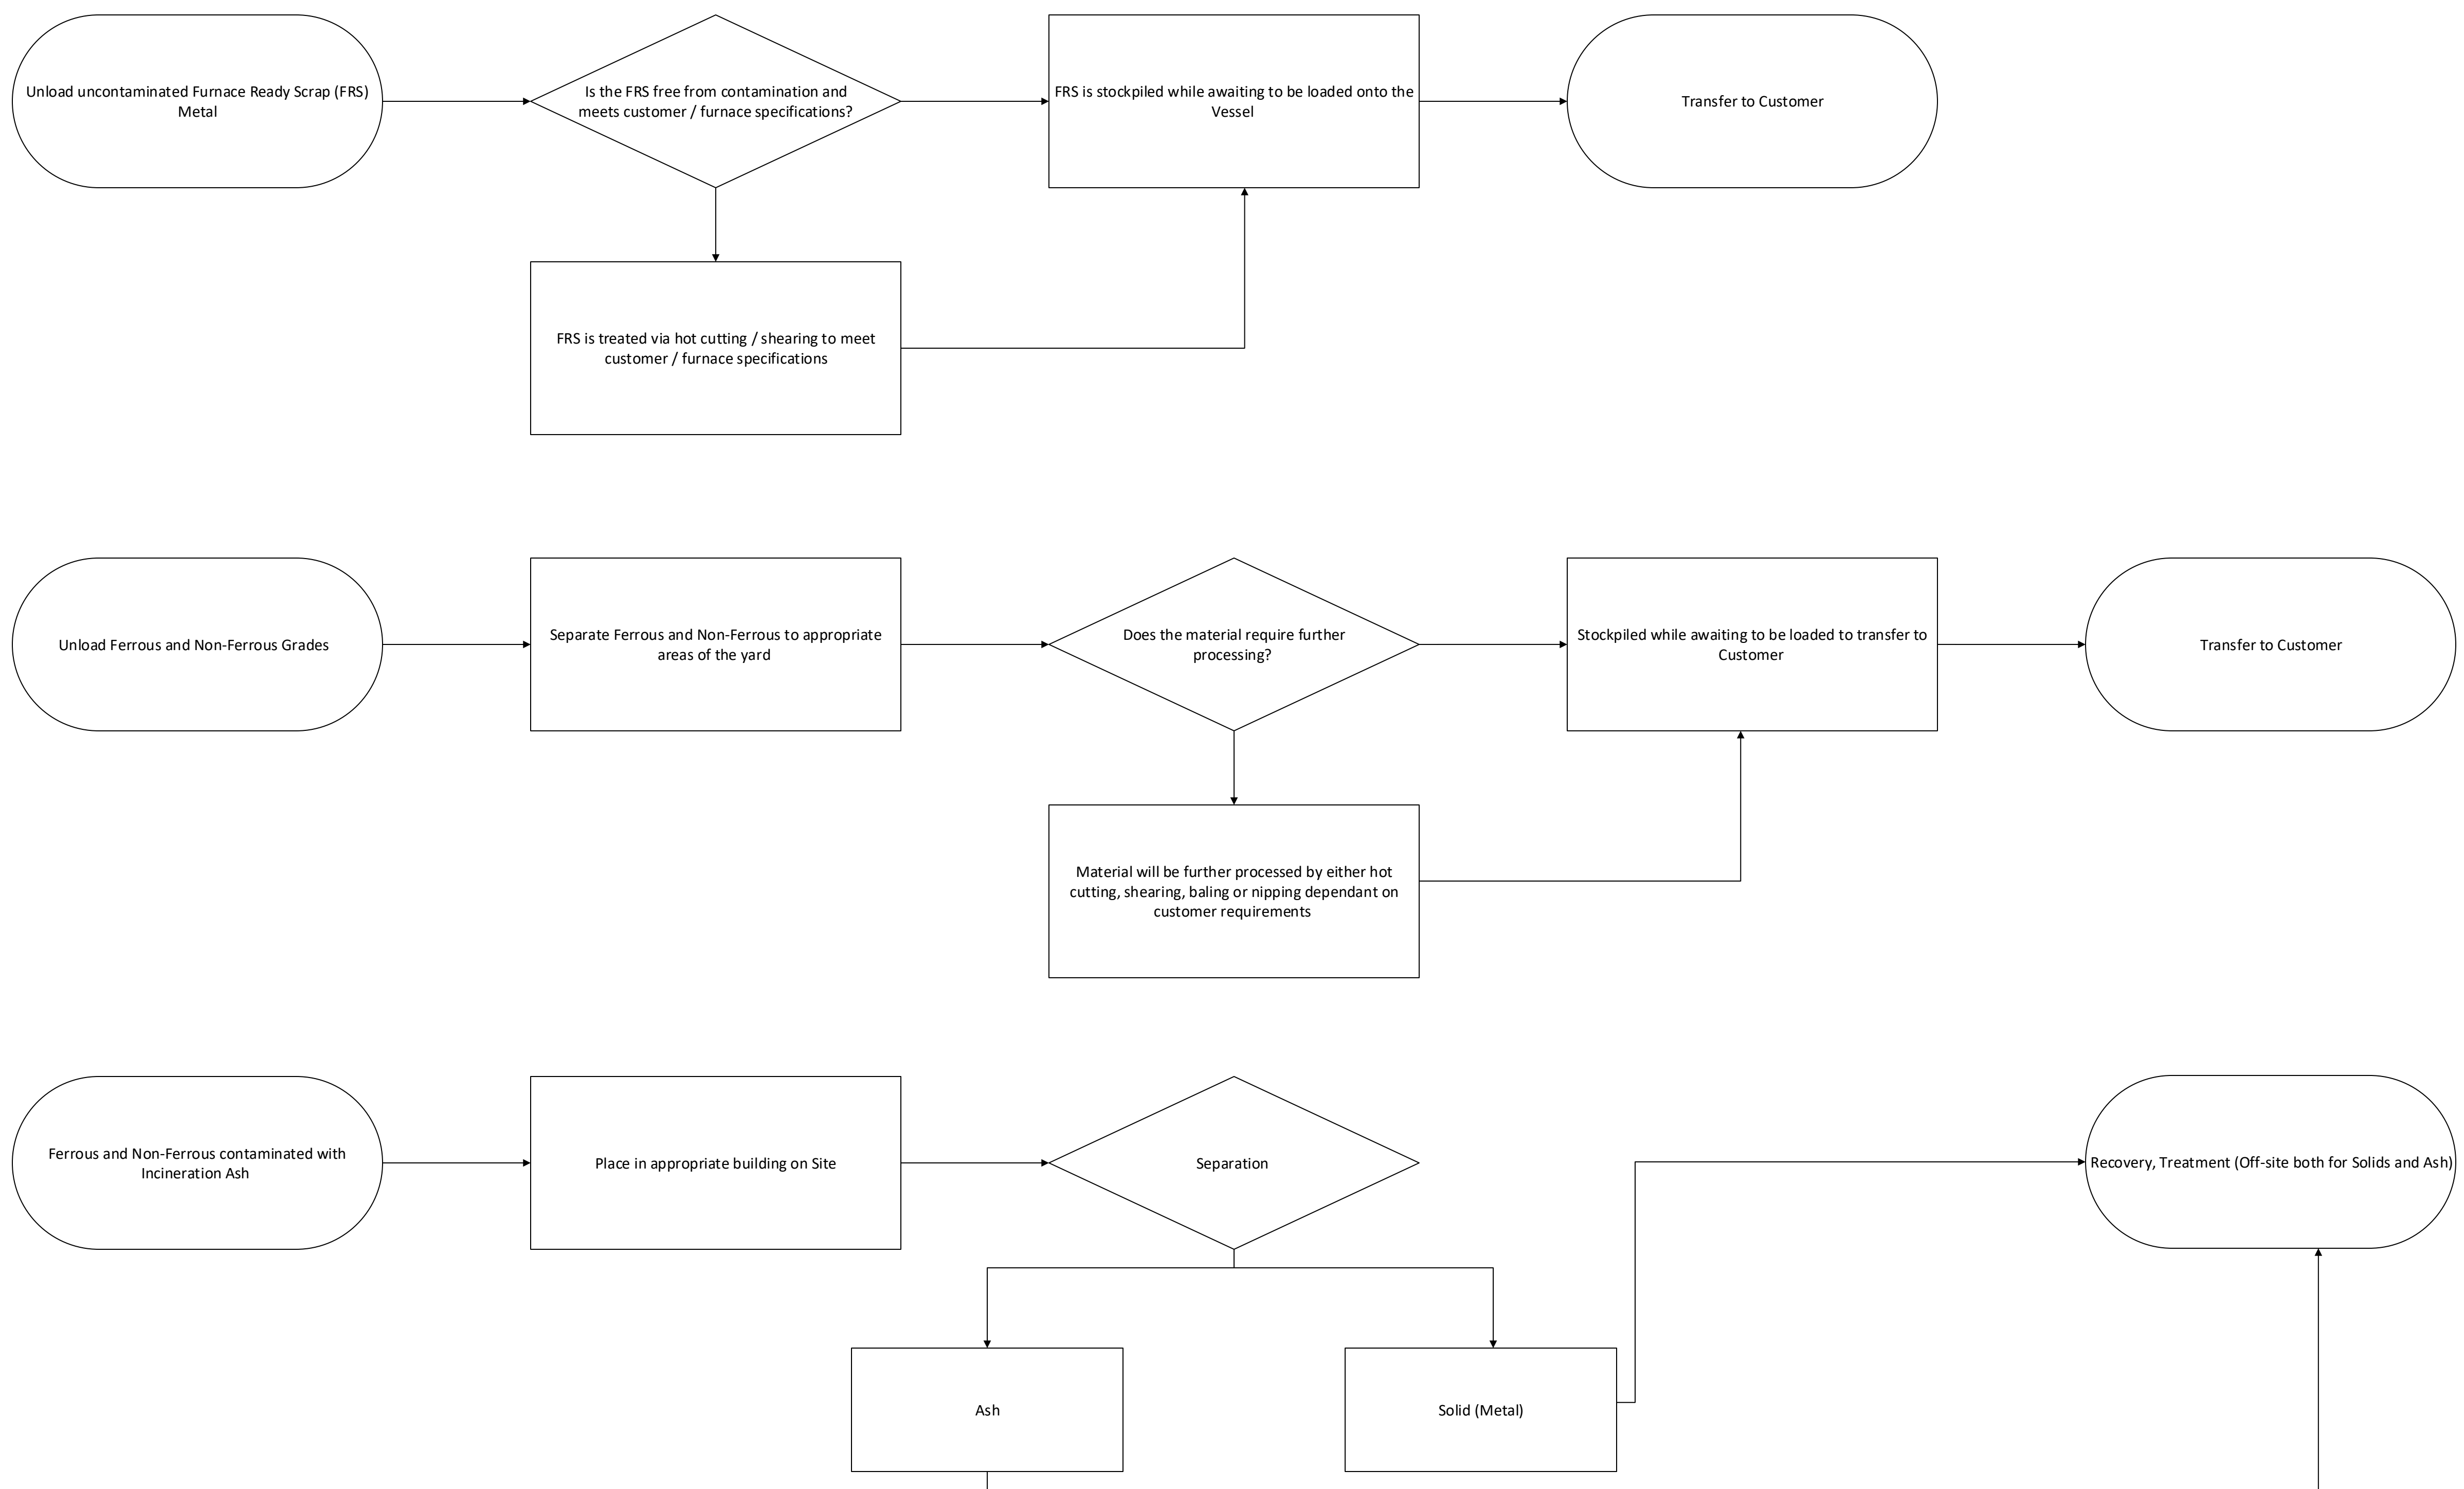 Unload uncontaminated Furnace Ready Scrap (FRS)
Metal
Is the FRS free from contamination and
meets customer / furnace specifications?
FRS is stockpiled while awaiting to be loaded onto the
Vessel
Transfer to Customer
FRS is treated via hot cutting / shearing to meet
customer / furnace specifications
Unload Ferrous and Non-Ferrous Grades
Separate Ferrous and Non-Ferrous to appropriate
areas of the yard
Does the material require further
processing?
Stockpiled while awaiting to be loaded to transfer to
Customer
Transfer to Customer
Material will be further processed by either hot
cutting, shearing, baling or nipping dependant on
customer requirements
Ferrous and Non-Ferrous contaminated with
Incineration Ash
Place in appropriate building on Site
Separation
Recovery, Treatment (Off-site both for Solids and Ash)
Ash
Solid (Metal)